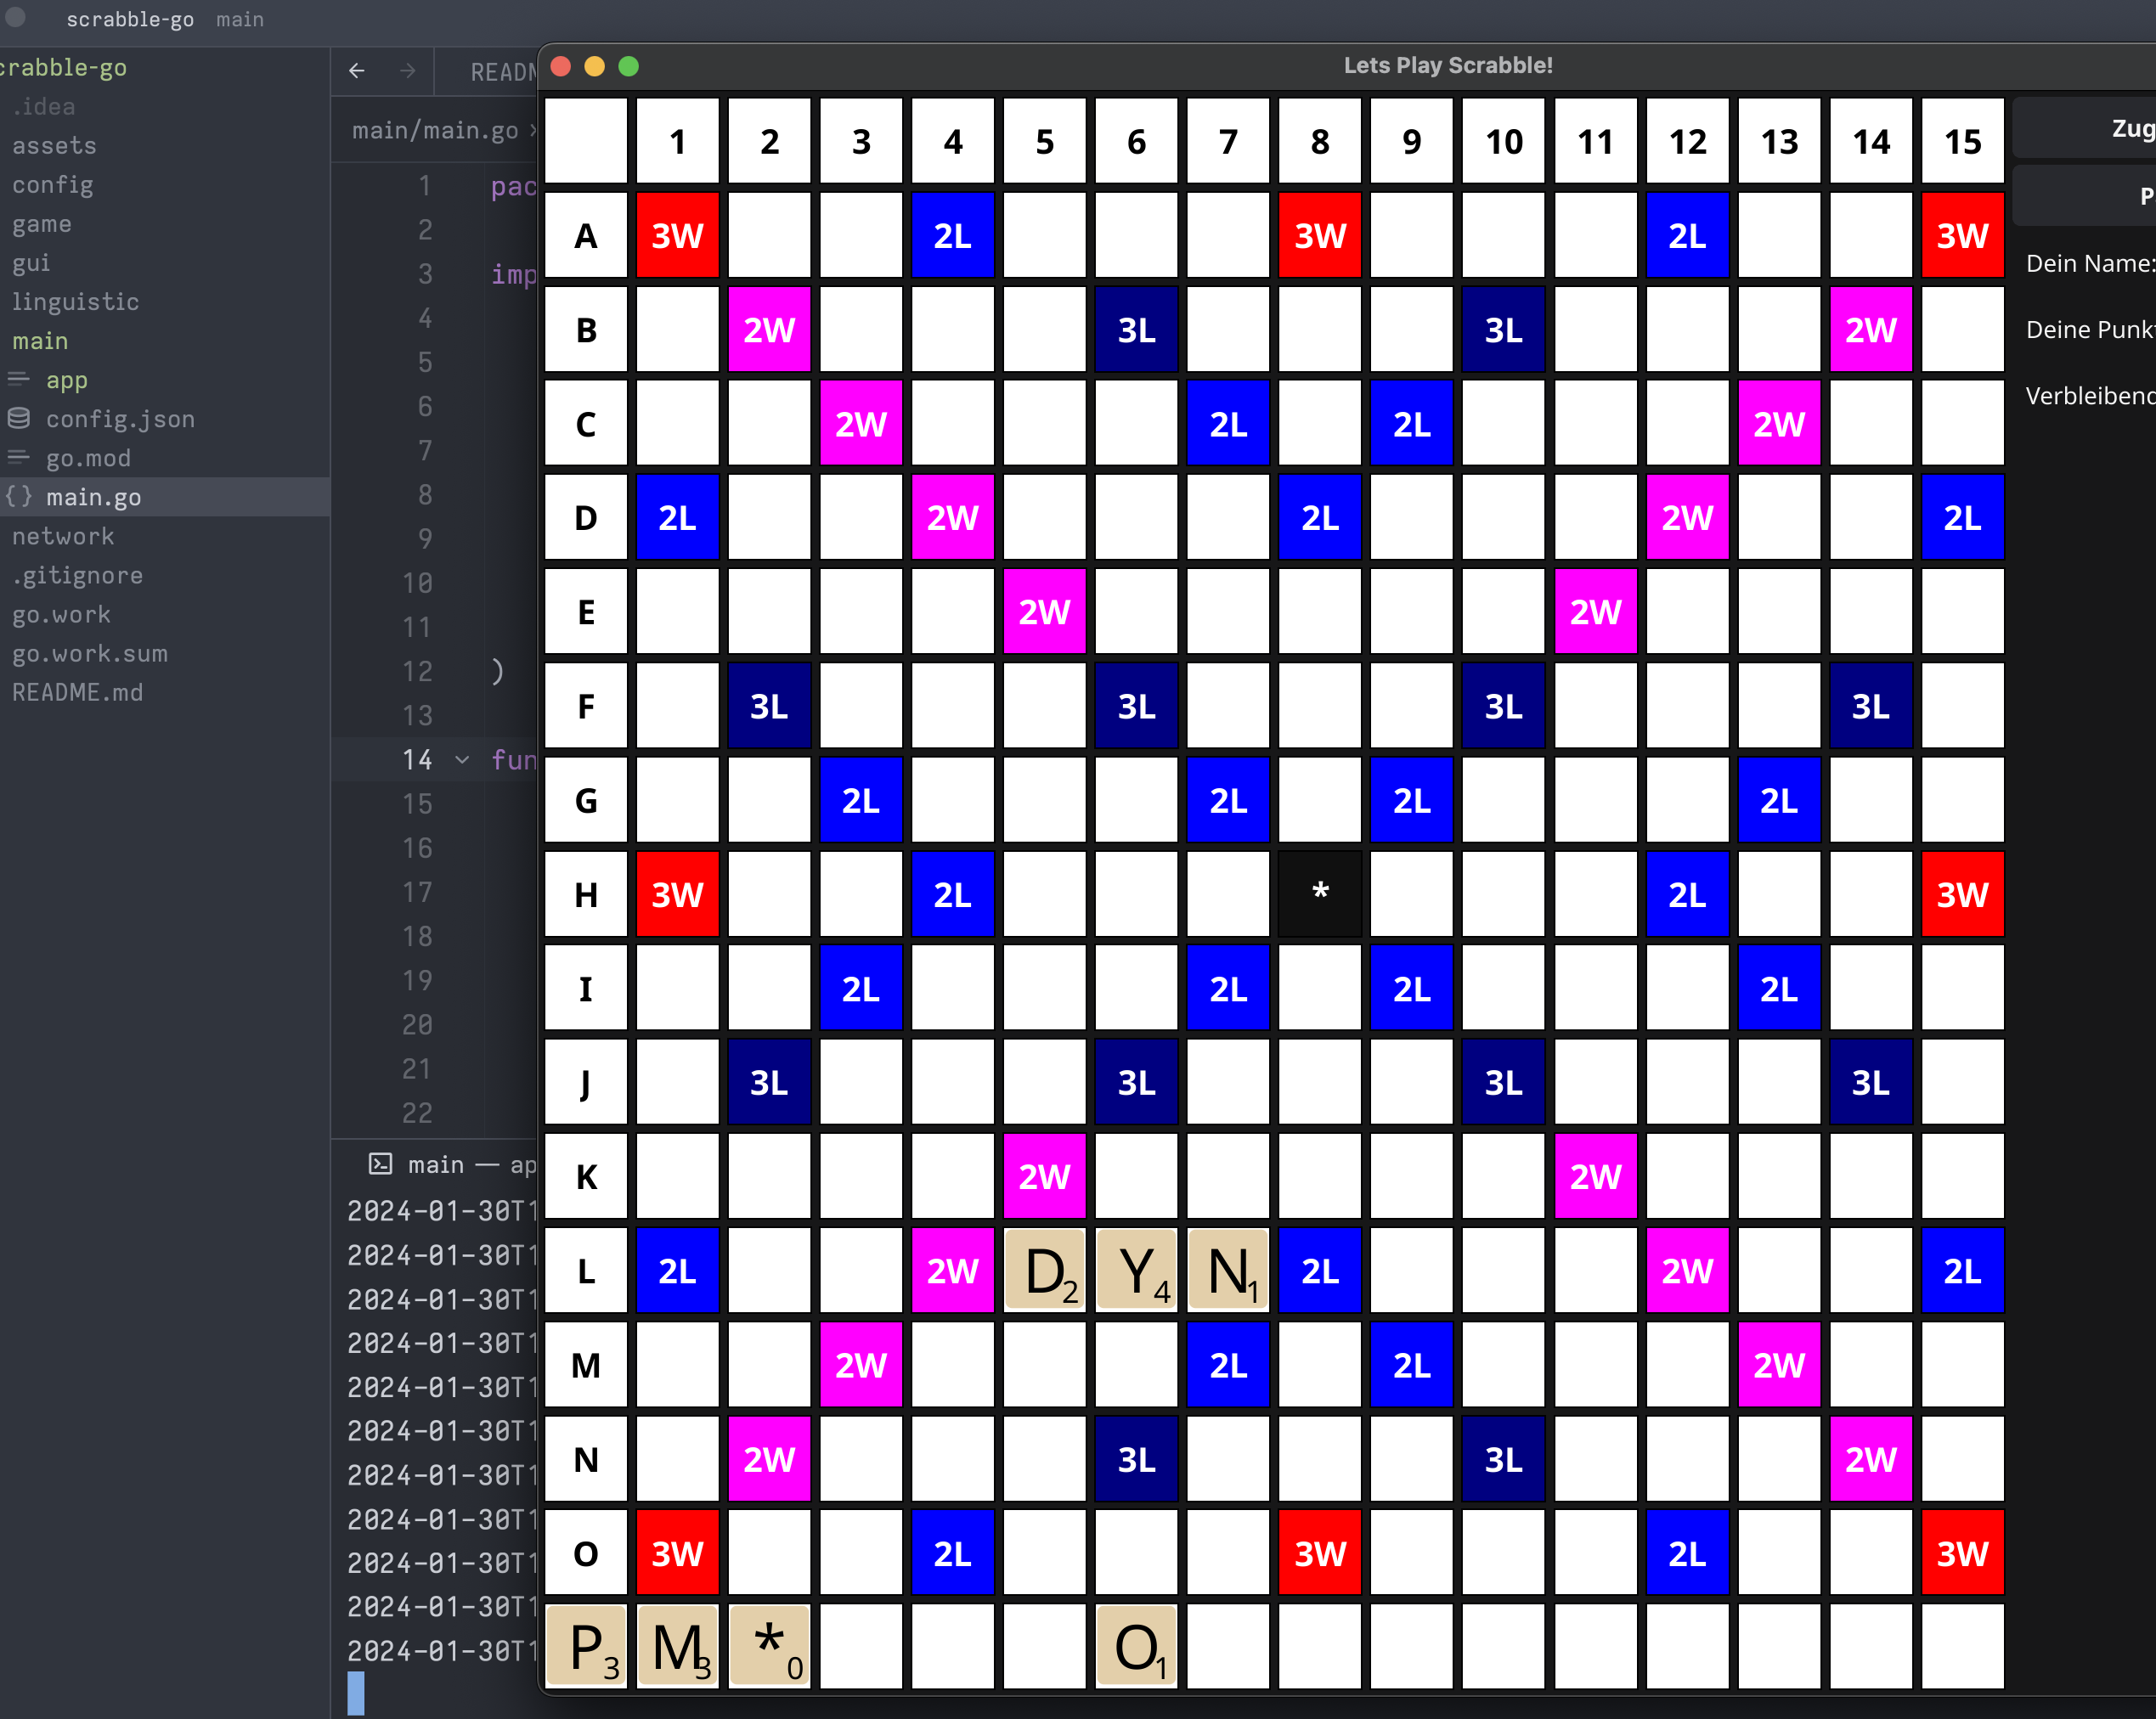 scrabble-go main
crabble-go
.idea
assets
config
game
gui
linguistic
main
app
config.json
go.mod
{} main.go
network
.gitignore
go.work
go.work.sum
README.md
← → READM
main/main.go
1 pac
2
3 imp
4
5
6
7
8
9
10
11
12 )
13
14 fun
15
16
17
18
19
20
21
22
main — ap
2024-01-30T1
2024-01-30T1
2024-01-30T1
2024-01-30T1
2024-01-30T1
2024-01-30T1
2024-01-30T1
2024-01-30T1
2024-01-30T1
2024-01-30T1
2024-01-30T1
Lets Play Scrabble!
1 2 3 4 5 6 7 8 9 10 11 12 13 14 15
A 3W 2L 3W 2L 3W
B 2W 3L 3L 2W
C 2W 2L 2L 2W
D 2L 2W 2L 2W 2L
E 2W 2W
F 3L 3L 3L 3L
G 2L 2L 2L 2L
H 3W 2L * 2L 3W
I 2L 2L 2L 2L
J 3L 3L 3L 3L
K 2W 2W
L 2L 2W D2 Y4 N1 2L 2W 2L
M 2W 2L 2L 2W
N 2W 3L 3L 2W
O 3W 2L 3W 2L 3W
P3 M3 *0 O1
Zug
P
Dein Name:
Deine Punkt
Verbleibend